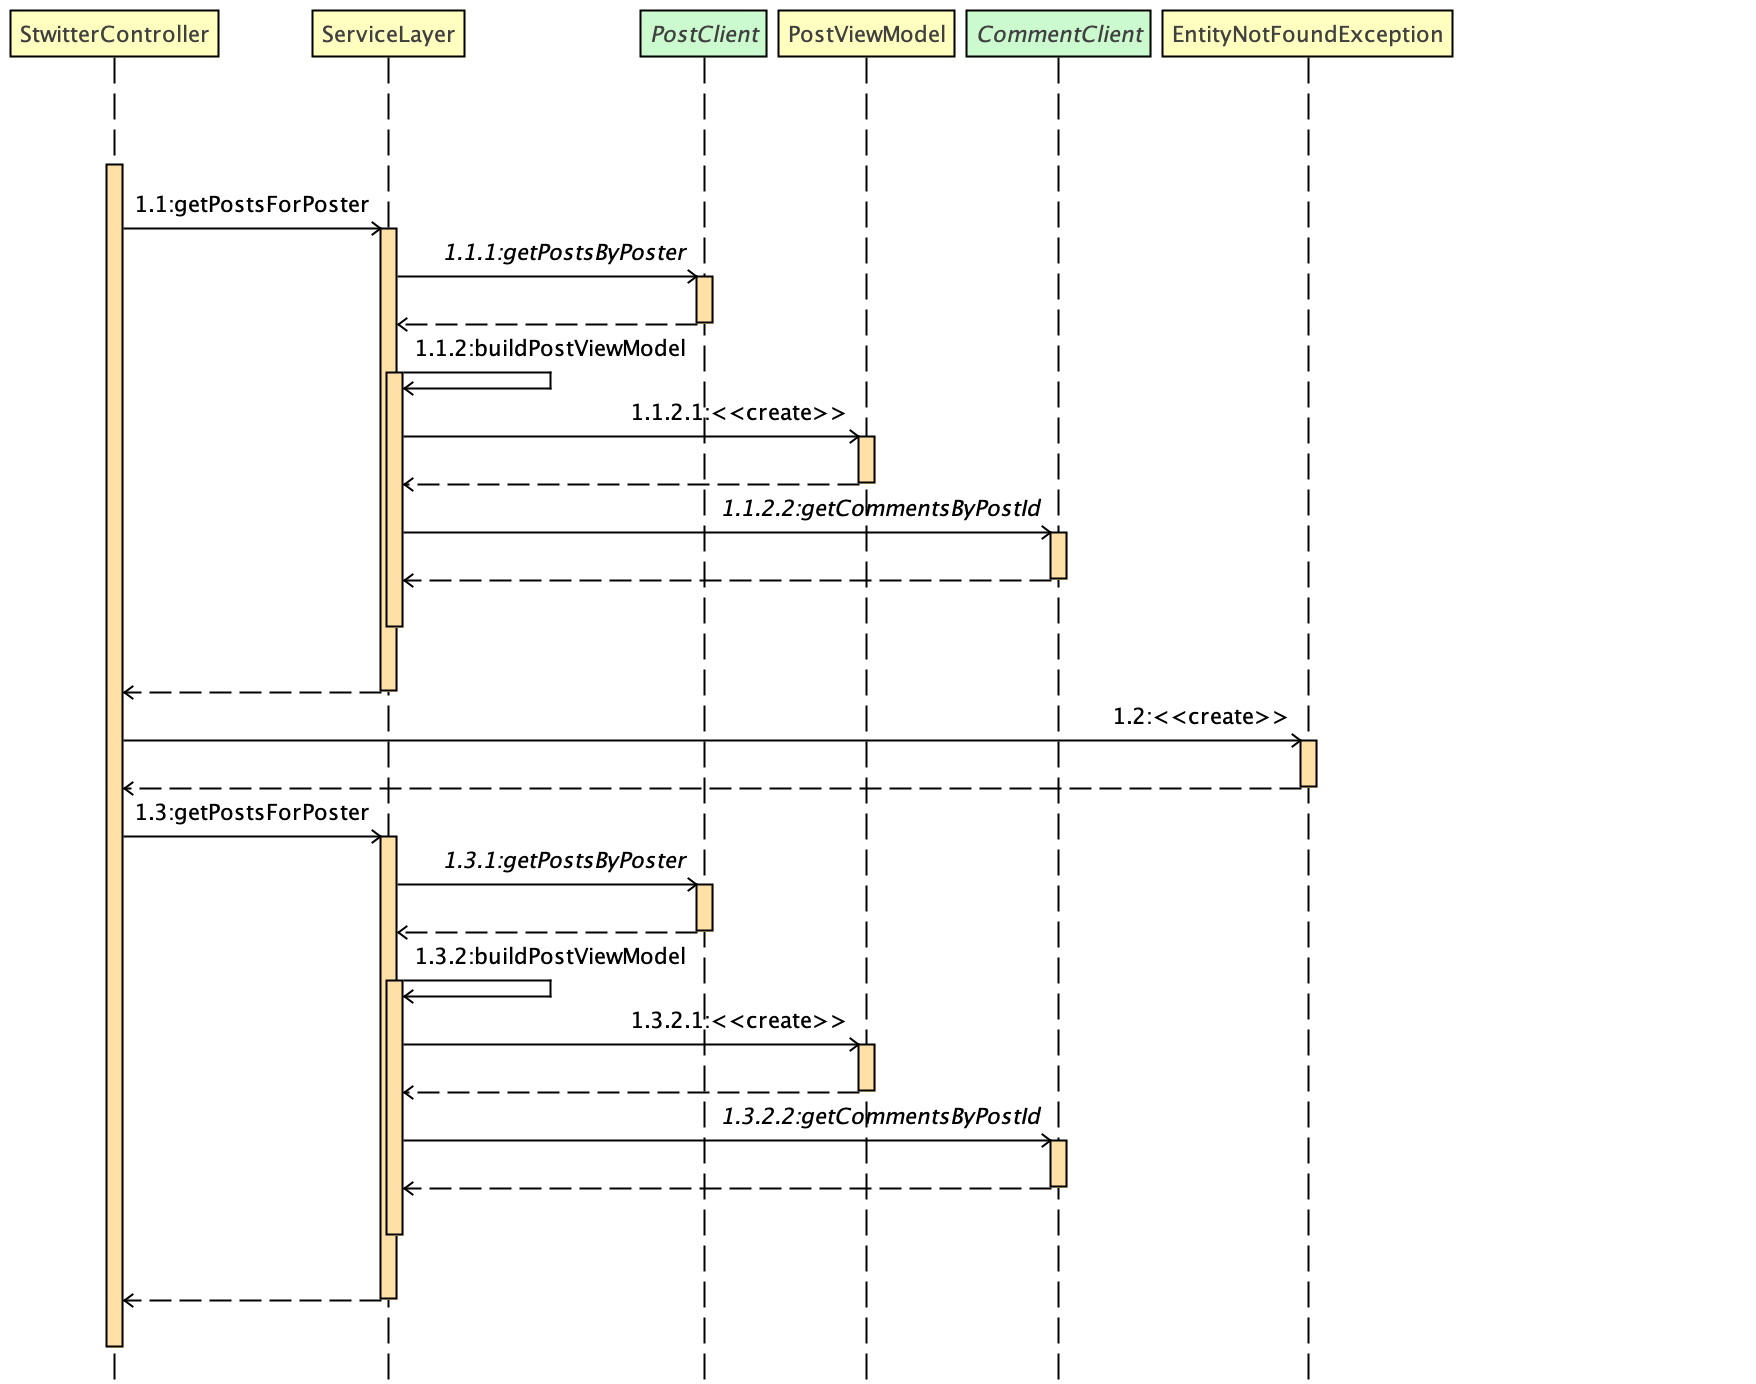 StwitterController
ServiceLayer
PostClient
PostViewModel
CommentClient
EntityNotFoundException
1.1:getPostsForPoster
1.1.1:getPostsByPoster
1.1.2:buildPostViewModel
1.1.2.1:<<create>>
1.1.2.2:getCommentsByPostId
1.2:<<create>>
1.3:getPostsForPoster
1.3.1:getPostsByPoster
1.3.2:buildPostViewModel
1.3.2.1:<<create>>
1.3.2.2:getCommentsByPostId